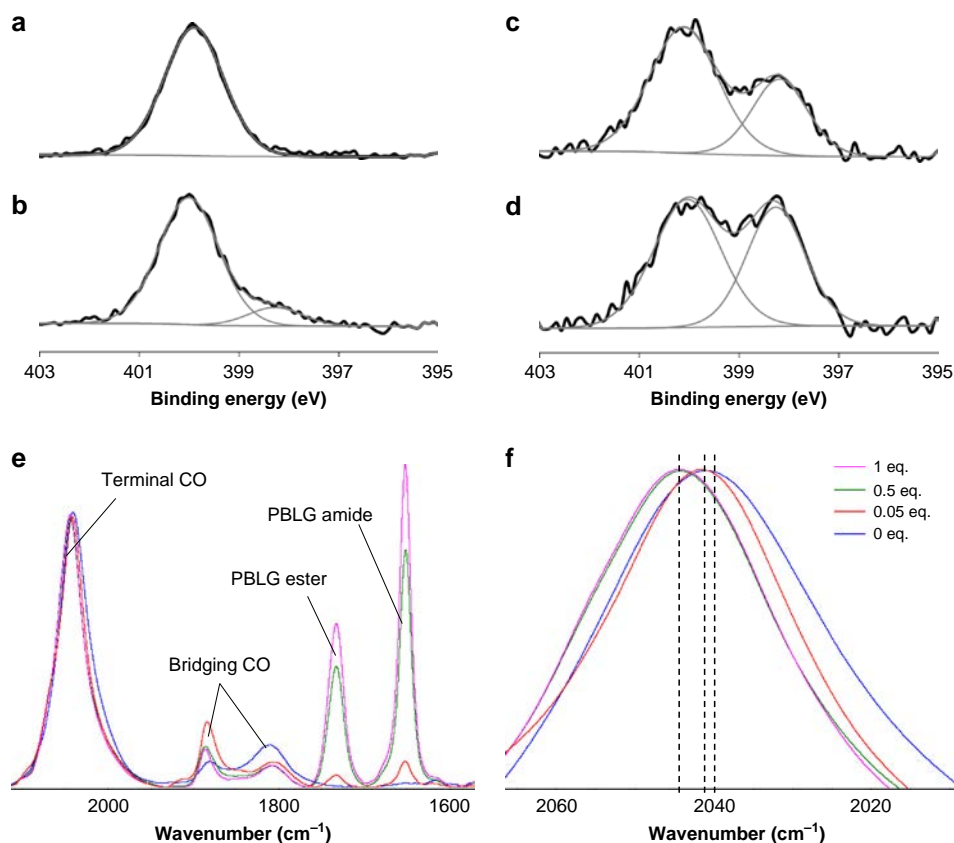 a
c
b
d
403 401 399 397 395
Binding energy (eV)
403 401 399 397 395
Binding energy (eV)
e
Terminal CO
PBLG amide
PBLG ester
Bridging CO
2000 1800 1600
Wavenumber (cm⁻¹)
f
1 eq.
0.5 eq.
0.05 eq.
0 eq.
2060 2040 2020
Wavenumber (cm⁻¹)